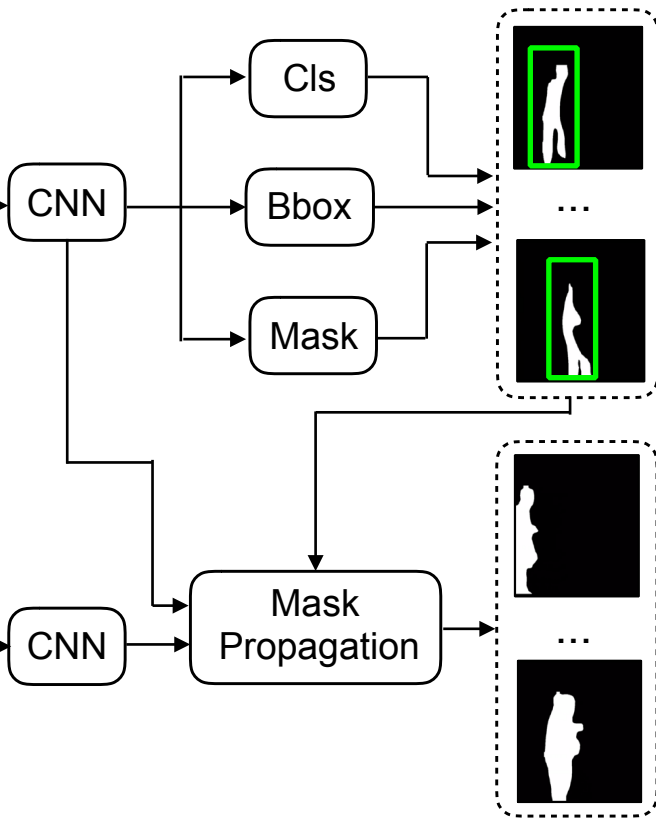 Cls
CNN
Bbox
...
Mask
Mask
Propagation
CNN
...